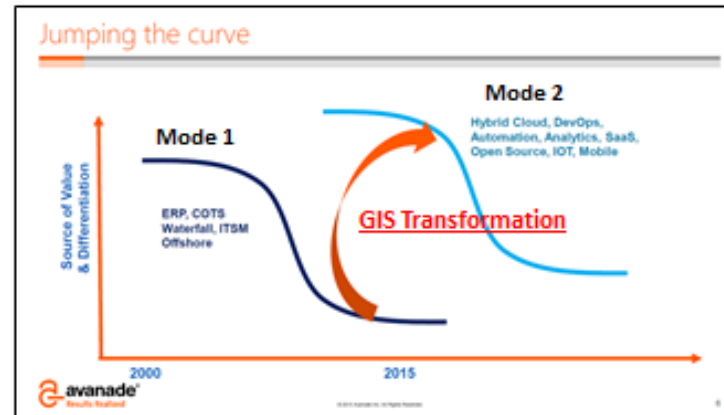 Jumping the curve
Mode 2
Hybrid Cloud, DevOps,
Automation, Analytics, SaaS,
Open Source, IOT, Mobile
Mode 1
ERP, COTS
Waterfall, ITSM
Offshore
GIS Transformation
Source of Value
& Differentiation
2000
2015
avanade®
Results Realized